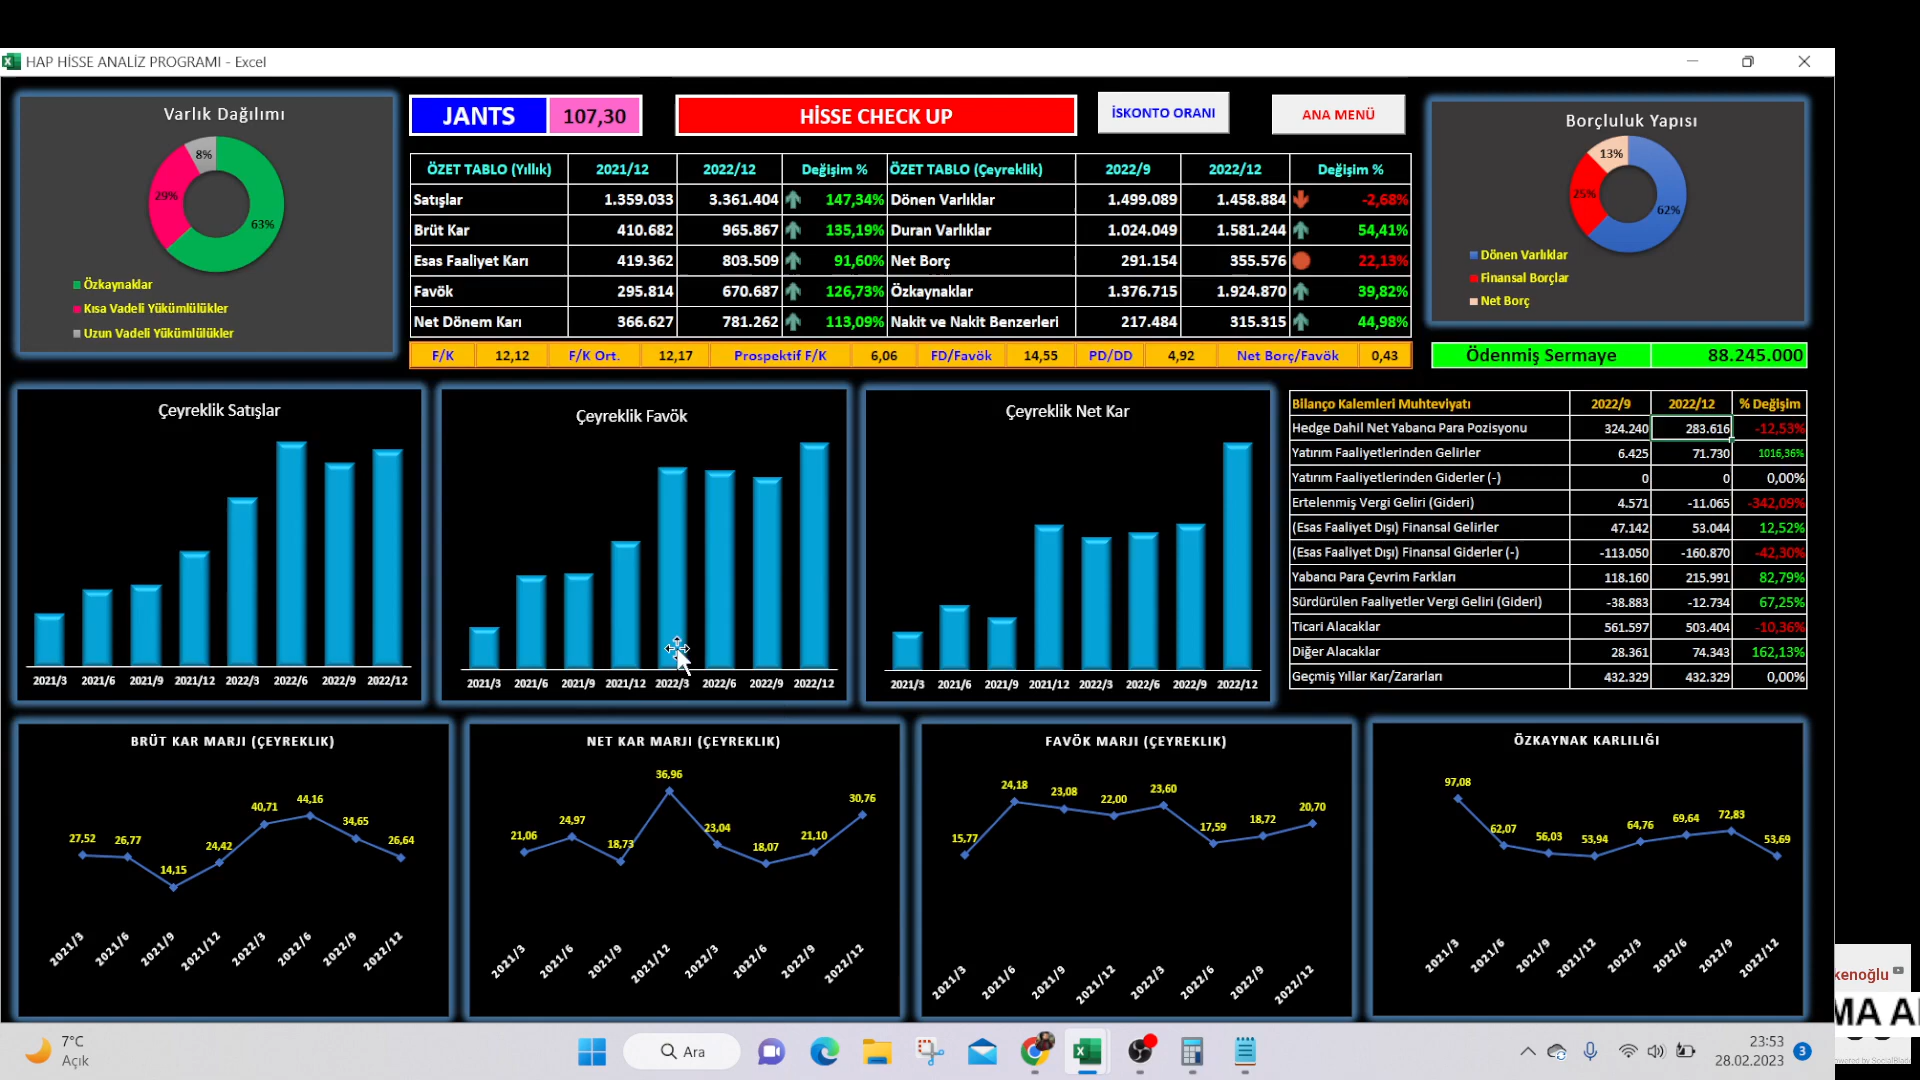 HAP HİSSE ANALİZ PROGRAMI - Excel
Varlık Dağılımı
8%
29%
63%
Özkaynaklar
Kısa Vadeli Yükümlülükler
Uzun Vadeli Yükümlülükler
JANTS 107,30 HİSSE CHECK UP İSKONTO ORANI ANA MENÜ
ÖZET TABLO (Yıllık) 2021/12 2022/12 Değişim % ÖZET TABLO (Çeyreklik) 2022/9 2022/12 Değişim %
Satışlar 1.359.033 3.361.404 147,34% Dönen Varlıklar 1.499.089 1.458.884 -2,68%
Brüt Kar 410.682 965.867 135,19% Duran Varlıklar 1.024.049 1.581.244 54,41%
Esas Faaliyet Karı 419.362 803.509 91,60% Net Borç 291.154 355.576 22,13%
Favök 295.814 670.687 126,73% Özkaynaklar 1.376.715 1.924.870 39,82%
Net Dönem Karı 366.627 781.262 113,09% Nakit ve Nakit Benzerleri 217.484 315.315 44,98%
F/K 12,12 F/K Ort. 12,17 Prospektif F/K 6,06 FD/Favök 14,55 PD/DD 4,92 Net Borç/Favök 0,43
Borçluluk Yapısı
13%
25%
62%
Dönen Varlıklar
Finansal Borçlar
Net Borç
Ödenmiş Sermaye 88.245.000
Çeyreklik Satışlar
2021/3 2021/6 2021/9 2021/12 2022/3 2022/6 2022/9 2022/12
Çeyreklik Favök
2021/3 2021/6 2021/9 2021/12 2022/3 2022/6 2022/9 2022/12
Çeyreklik Net Kar
2021/3 2021/6 2021/9 2021/12 2022/3 2022/6 2022/9 2022/12
Bilanço Kalemleri Muhteviyatı 2022/9 2022/12 % Değişim
Hedge Dahil Net Yabancı Para Pozisyonu 324.240 283.616 -12,53%
Yatırım Faaliyetlerinden Gelirler 6.425 71.730 1016,36%
Yatırım Faaliyetlerinden Giderler (-) 0 0 0,00%
Ertelenmiş Vergi Geliri (Gideri) 4.571 -11.065 -342,09%
(Esas Faaliyet Dışı) Finansal Gelirler 47.142 53.044 12,52%
(Esas Faaliyet Dışı) Finansal Giderler (-) -113.050 -160.870 -42,30%
Yabancı Para Çevrim Farkları 118.160 215.991 82,79%
Sürdürülen Faaliyetler Vergi Geliri (Gideri) -38.883 -12.734 67,25%
Ticari Alacaklar 561.597 503.404 -10,36%
Diğer Alacaklar 28.361 74.343 162,13%
Geçmiş Yıllar Kar/Zararları 432.329 432.329 0,00%
BRÜT KAR MARJI (ÇEYREKLIK)
27,52 26,77 14,15 24,42 40,71 44,16 34,65 26,64
2021/3 2021/6 2021/9 2021/12 2022/3 2022/6 2022/9 2022/12
NET KAR MARJI (ÇEYREKLIK)
21,06 24,97 18,73 36,96 23,04 18,07 21,10 30,76
2021/3 2021/6 2021/9 2021/12 2022/3 2022/6 2022/9 2022/12
FAVÖK MARJI (ÇEYREKLIK)
15,77 24,18 23,08 22,00 23,60 17,59 18,72 20,70
2021/3 2021/6 2021/9 2021/12 2022/3 2022/6 2022/9 2022/12
ÖZKAYNAK KARLILIĞI
97,08 62,07 56,03 53,94 64,76 69,64 72,83 53,69
2021/3 2021/6 2021/9 2021/12 2022/3 2022/6 2022/9 2022/12
kenoğlu
MA A
7°C
Açık
Ara
23:53
28.02.2023
3